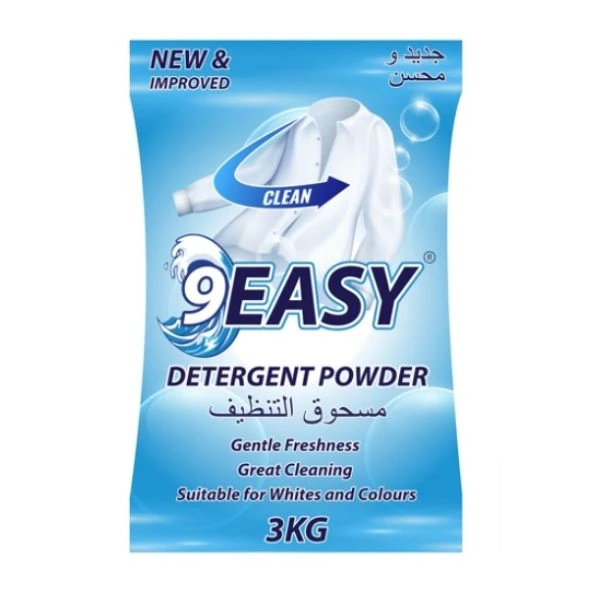 NEW &
IMPROVED
جديد و
محسن
CLEAN
9EASY®
DETERGENT POWDER
مسحوق التنظيف
Gentle Freshness
Great Cleaning
Suitable for Whites and Colours
3KG